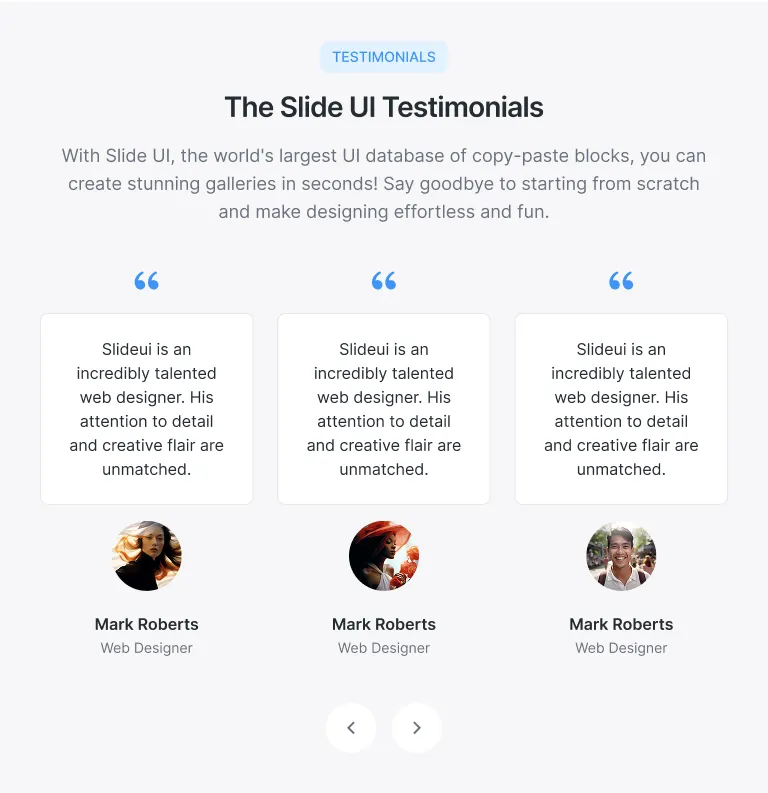 TESTIMONIALS
The Slide UI Testimonials
With Slide UI, the world's largest UI database of copy-paste blocks, you can
create stunning galleries in seconds! Say goodbye to starting from scratch
and make designing effortless and fun.
“
Slideui is an
incredibly talented
web designer. His
attention to detail
and creative flair are
unmatched.
Mark Roberts
Web Designer
“
Slideui is an
incredibly talented
web designer. His
attention to detail
and creative flair are
unmatched.
Mark Roberts
Web Designer
“
Slideui is an
incredibly talented
web designer. His
attention to detail
and creative flair are
unmatched.
Mark Roberts
Web Designer